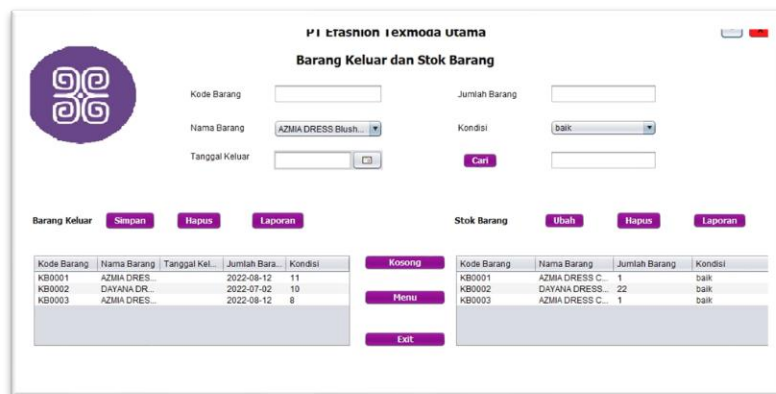 PT Efashion Texmoda Utama
Barang Keluar dan Stok Barang
Kode Barang
Jumlah Barang
Nama Barang AZMIA DRESS Blush...
Kondisi baik
Tanggal Keluar
Cari
Barang Keluar Simpan Hapus Laporan
Stok Barang Ubah Hapus Laporan
Kode Barang Nama Barang Tanggal Kel... Jumlah Bara... Kondisi
KB0001 AZMIA DRES... 2022-08-12 11
KB0002 DAYANA DR... 2022-07-02 10
KB0003 AZMIA DRES... 2022-08-12 8
Kosong
Menu
Exit
Kode Barang Nama Barang Jumlah Barang Kondisi
KB0001 AZMIA DRESS C... 1 baik
KB0002 DAYANA DRESS... 22 baik
KB0003 AZMIA DRESS C... 1 baik